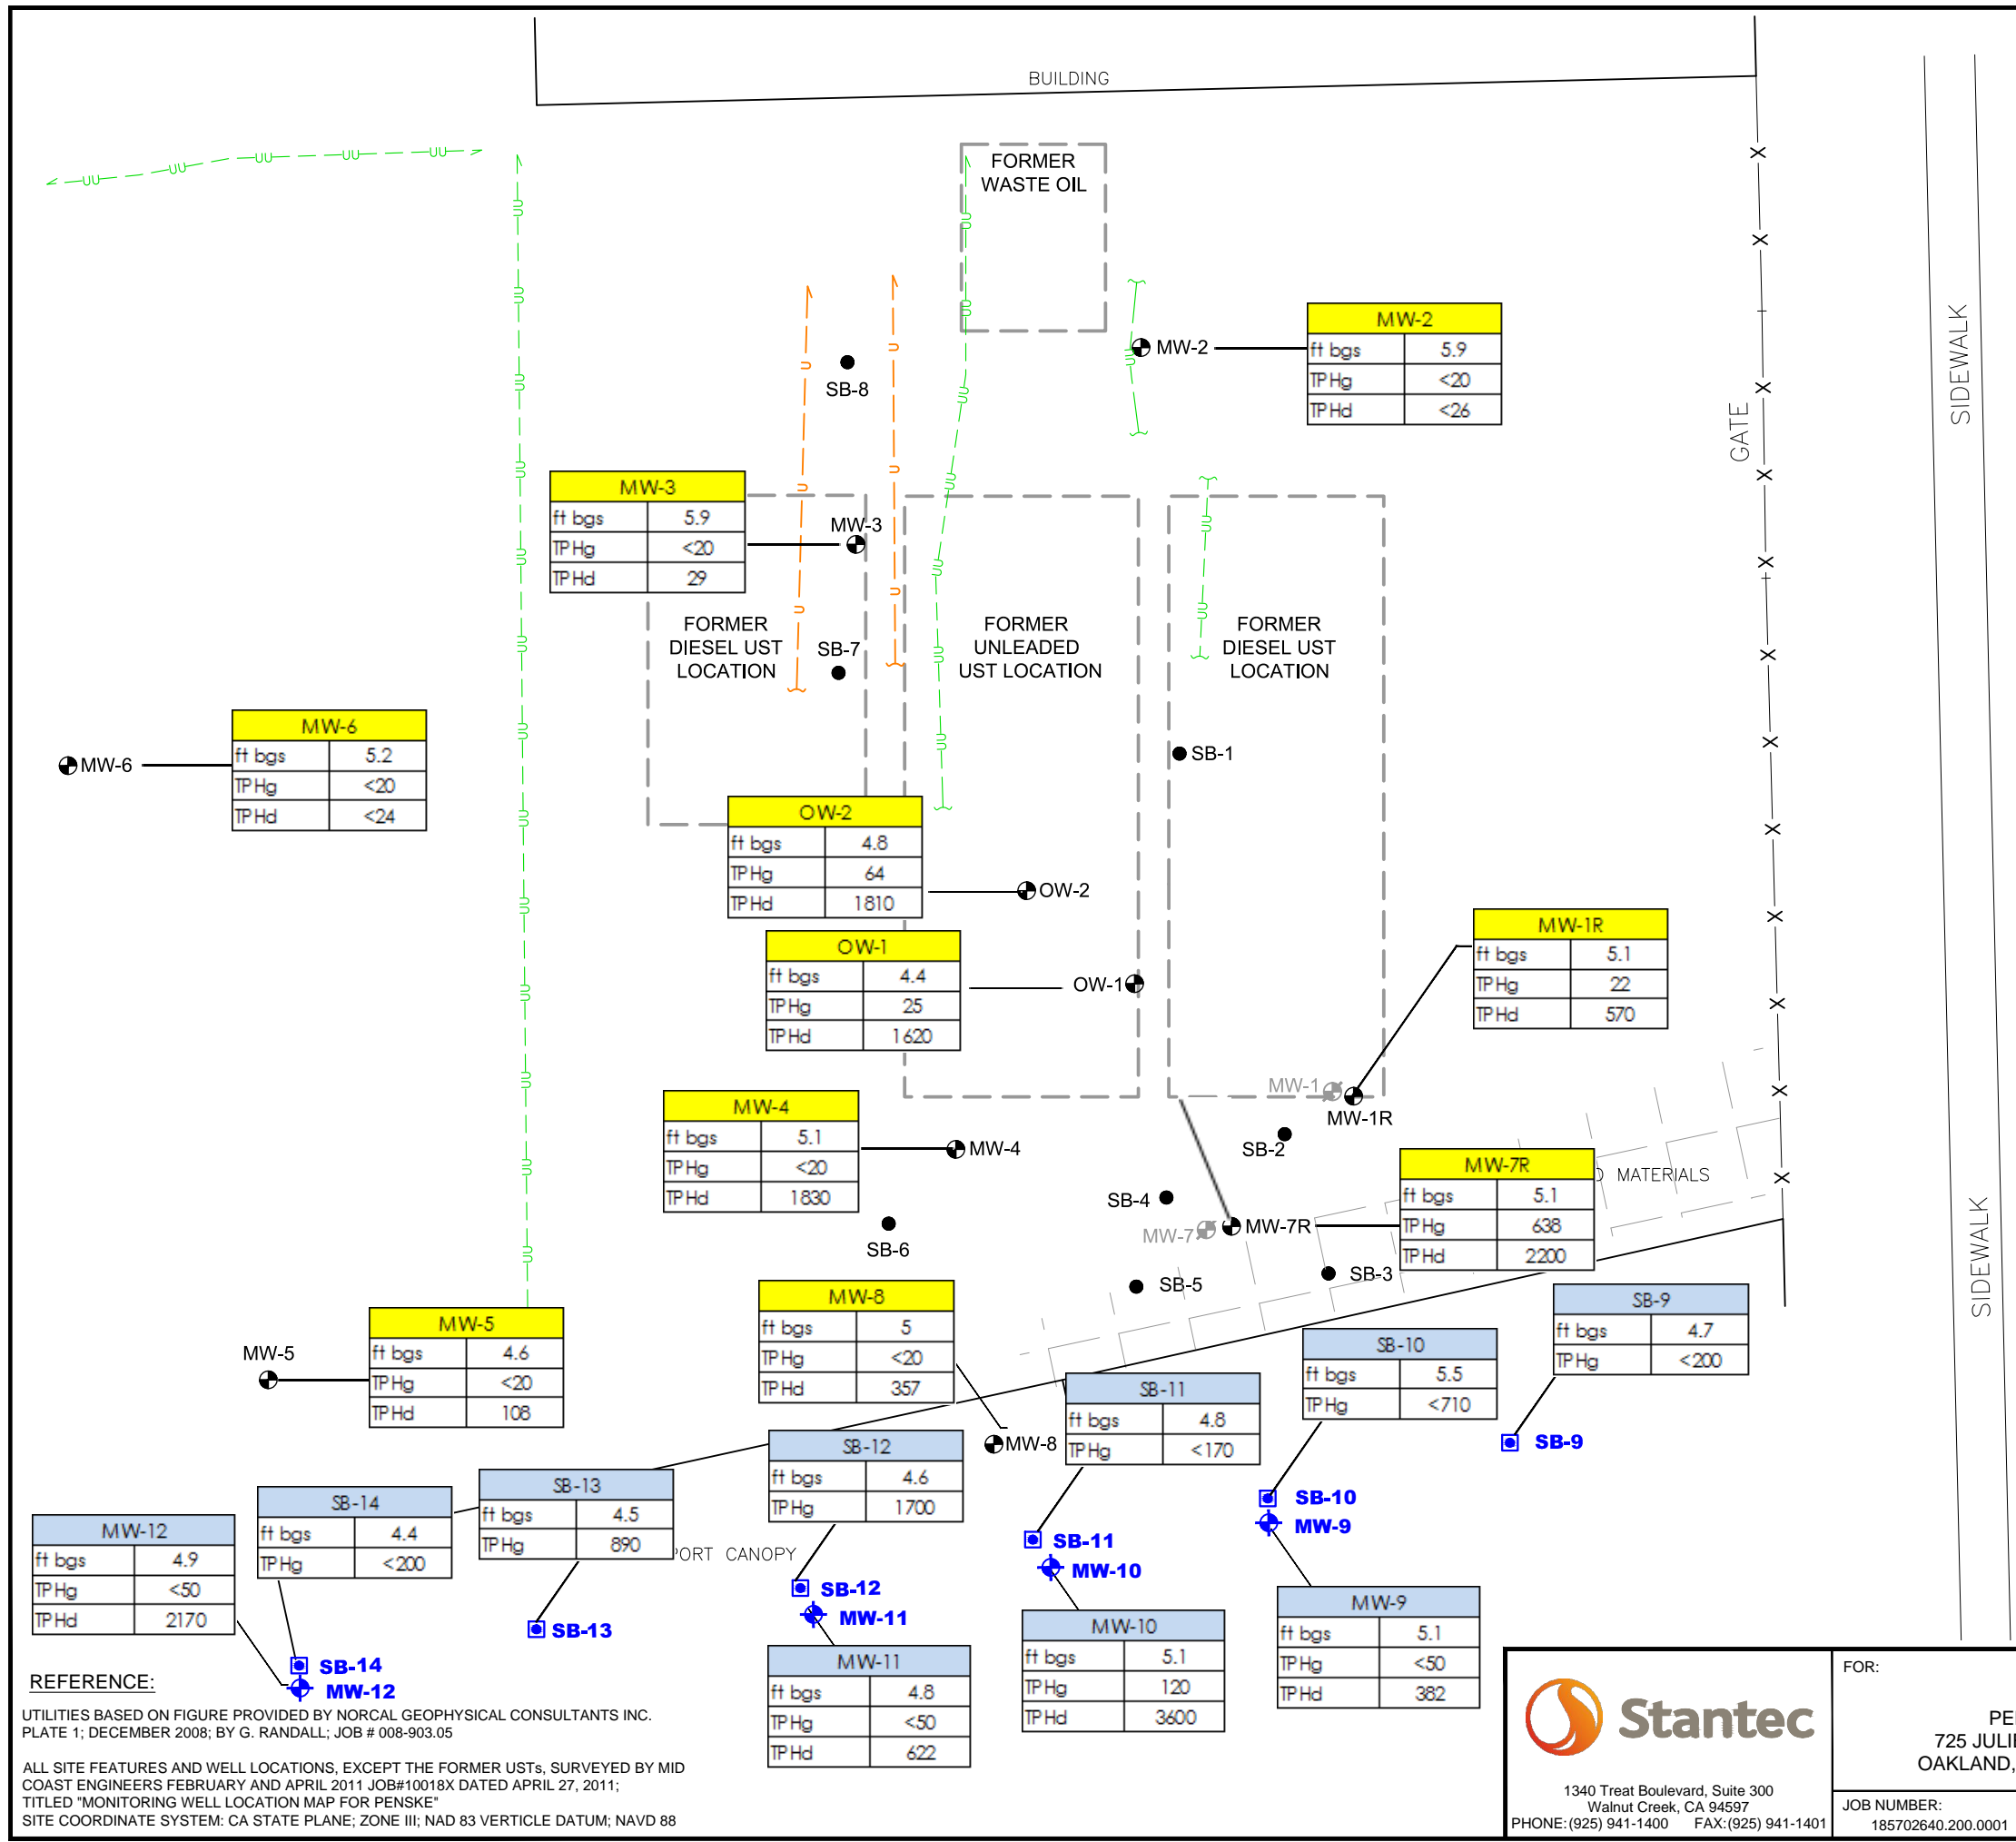 BUILDING
FORMER
WASTE OIL
SIDEWALK
GATE
MW-2
MW-2
ft bgs 5.9
TPHg <20
TPHd <26
SB-8
MW-3
ft bgs 5.9
TPHg <20
TPHd 29
MW-3
FORMER
DIESEL UST
LOCATION
SB-7
FORMER
UNLEADED
UST LOCATION
FORMER
DIESEL UST
LOCATION
MW-6
MW-6
ft bgs 5.2
TPHg <20
TPHd <24
SB-1
OW-2
ft bgs 4.8
TPHg 64
TPHd 1810
OW-2
OW-1
ft bgs 4.4
TPHg 25
TPHd 1620
OW-1
MW-1R
ft bgs 5.1
TPHg 22
TPHd 570
MW-1
MW-1R
MW-4
ft bgs 5.1
TPHg <20
TPHd 1830
MW-4
SB-2
SB-4
SB-6
MW-7
MW-7R
MW-7R
ft bgs 5.1
TPHg 638
TPHd 2200
MATERIALS
SB-3
SB-5
SIDEWALK
MW-5
MW-5
ft bgs 4.6
TPHg <20
TPHd 108
MW-8
ft bgs 5
TPHg <20
TPHd 357
MW-8
SB-9
ft bgs 4.7
TPHg <200
SB-9
SB-10
ft bgs 5.5
TPHg <710
SB-10
MW-9
SB-11
ft bgs 4.8
TPHg <170
SB-11
MW-10
SB-12
ft bgs 4.6
TPHg 1700
SB-12
MW-11
SB-13
ft bgs 4.5
TPHg 890
SB-13
PORT CANOPY
SB-14
ft bgs 4.4
TPHg <200
SB-14
MW-12
MW-12
ft bgs 4.9
TPHg <50
TPHd 2170
MW-11
ft bgs 4.8
TPHg <50
TPHd 622
MW-10
ft bgs 5.1
TPHg 120
TPHd 3600
MW-9
ft bgs 5.1
TPHg <50
TPHd 382
REFERENCE:
UTILITIES BASED ON FIGURE PROVIDED BY NORCAL GEOPHYSICAL CONSULTANTS INC.
PLATE 1; DECEMBER 2008; BY G. RANDALL; JOB # 008-903.05
ALL SITE FEATURES AND WELL LOCATIONS, EXCEPT THE FORMER USTs, SURVEYED BY MID
COAST ENGINEERS FEBRUARY AND APRIL 2011 JOB#10018X DATED APRIL 27, 2011;
TITLED "MONITORING WELL LOCATION MAP FOR PENSKE"
SITE COORDINATE SYSTEM: CA STATE PLANE; ZONE III; NAD 83 VERTICLE DATUM; NAVD 88
Stantec
1340 Treat Boulevard, Suite 300
Walnut Creek, CA 94597
PHONE:(925) 941-1400 FAX:(925) 941-1401
FOR:
725 JULI
OAKLAND,
JOB NUMBER:
185702640.200.0001